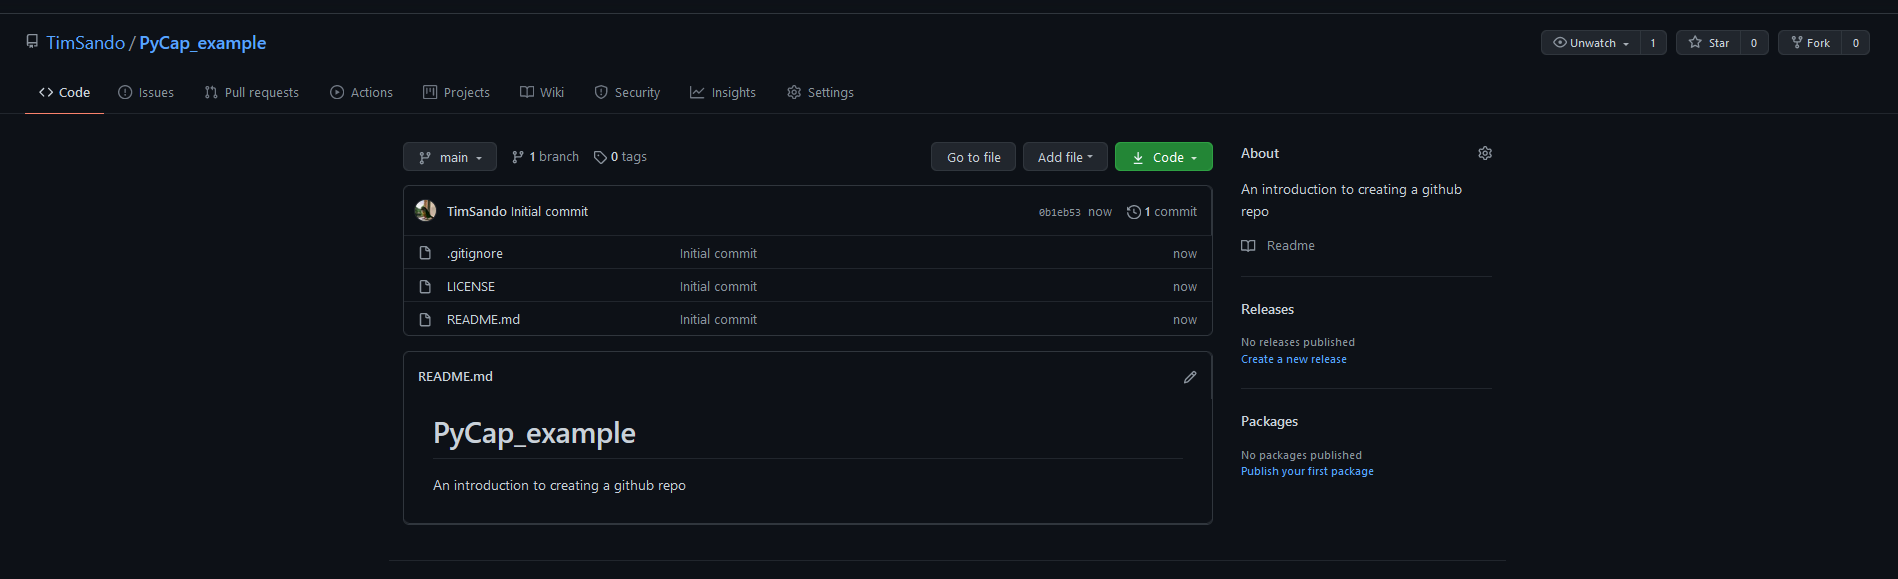 TimSando / PyCap_example
Unwatch 1 Star 0 Fork 0
Code Issues Pull requests Actions Projects Wiki Security Insights Settings
main 1 branch 0 tags Go to file Add file Code
TimSando Initial commit 0b1eb53 now 1 commit
.gitignore Initial commit now
LICENSE Initial commit now
README.md Initial commit now
README.md
PyCap_example
An introduction to creating a github repo
About
An introduction to creating a github
repo
Readme
Releases
No releases published
Create a new release
Packages
No packages published
Publish your first package